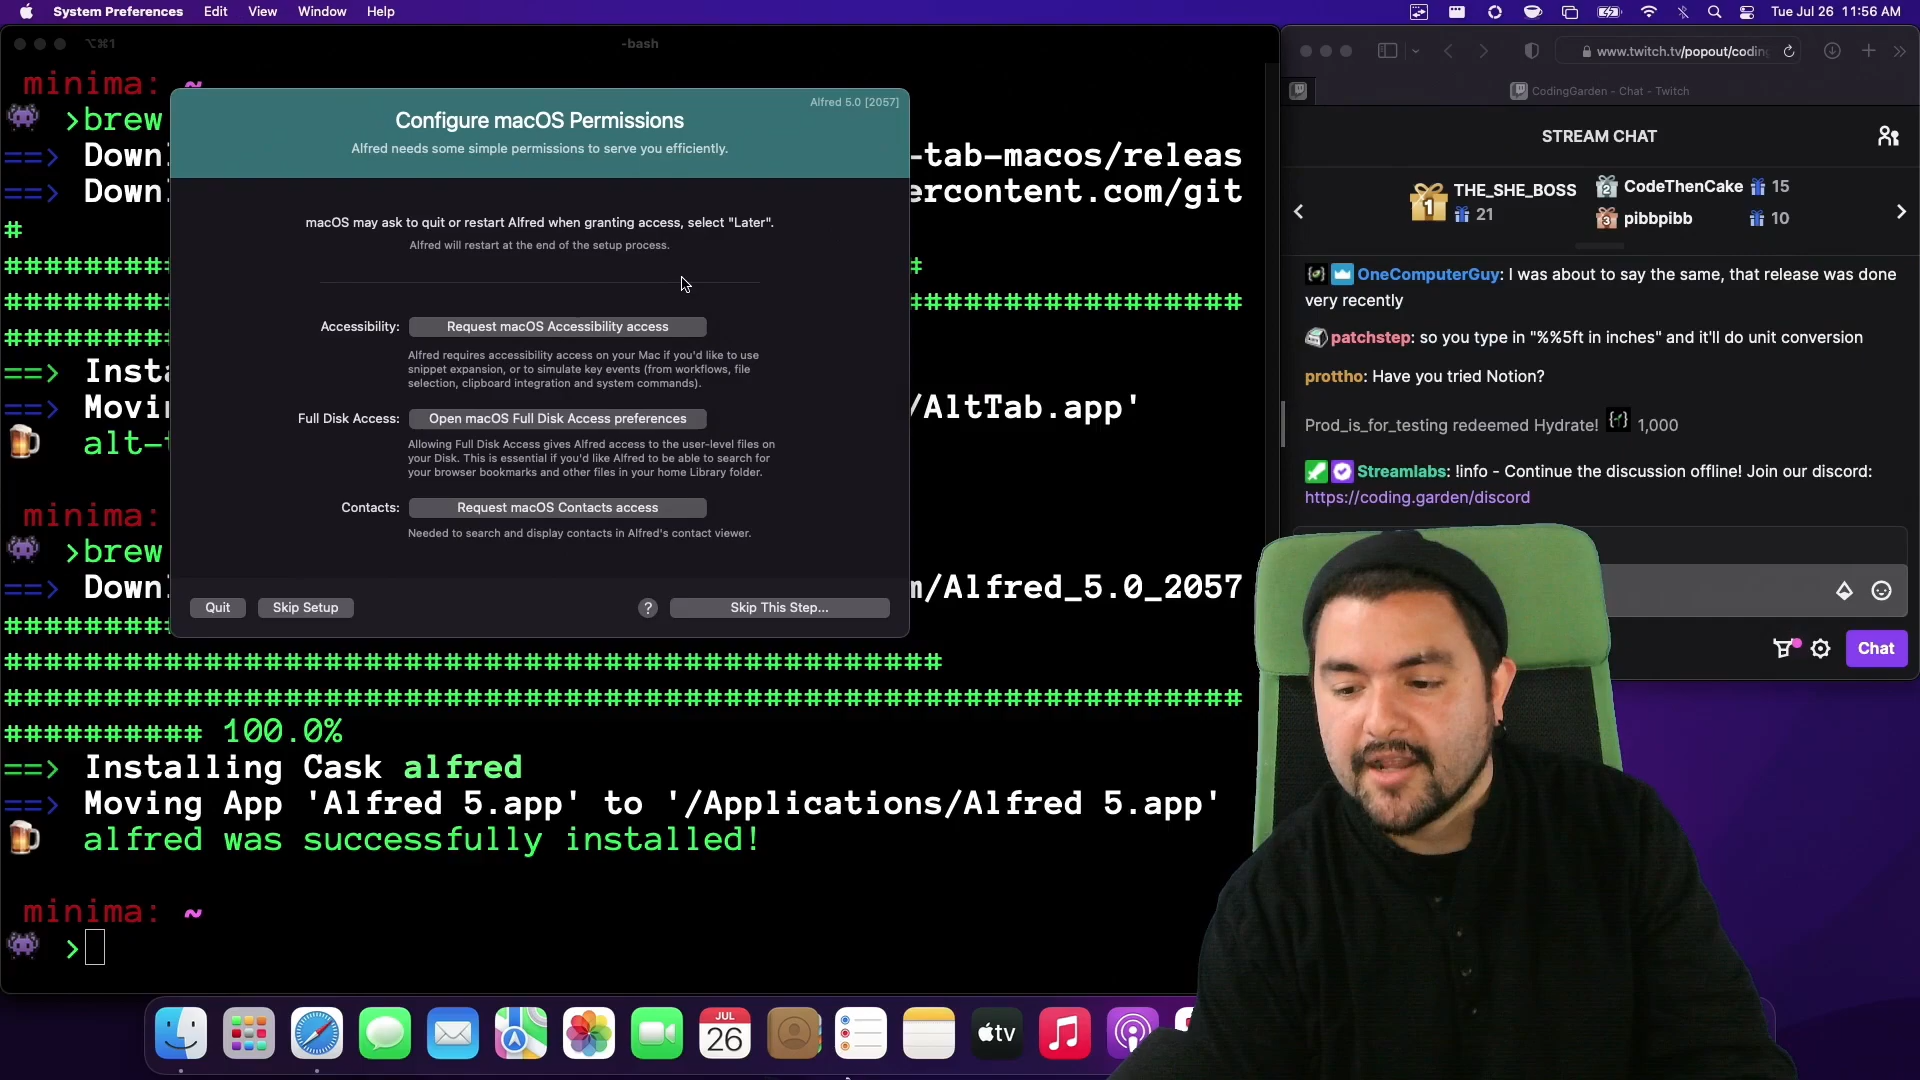 System Preferences Edit View Window Help
Tue Jul 26 11:56 AM
⌥⌘1
-bash
minima: ~
>brew
==> Down
-tab-macos/releas
==> Down
ercontent.com/git
#
##########
#
##########
###########################
##########
==> Insta
==> Movin
/AltTab.app'
alt-t
minima:
>brew
==> Down
m/Alfred_5.0_2057
##########
###############################################
##############################################################
########## 100.0%
==> Installing Cask alfred
==> Moving App 'Alfred 5.app' to '/Applications/Alfred 5.app'
alfred was successfully installed!
minima: ~
>
Alfred 5.0 [2057]
Configure macOS Permissions
Alfred needs some simple permissions to serve you efficiently.
macOS may ask to quit or restart Alfred when granting access, select "Later".
Alfred will restart at the end of the setup process.
Accessibility: Request macOS Accessibility access
Alfred requires accessibility access on your Mac if you'd like to use
snippet expansion, or to simulate key events (from workflows, file
selection, clipboard integration and system commands).
Full Disk Access: Open macOS Full Disk Access preferences
Allowing Full Disk Access gives Alfred access to the user-level files on
your Disk. This is essential if you'd like Alfred to be able to search for
your browser bookmarks and other files in your home Library folder.
Contacts: Request macOS Contacts access
Needed to search and display contacts in Alfred's contact viewer.
Quit Skip Setup ? Skip This Step...
www.twitch.tv/popout/codin
CodingGarden - Chat - Twitch
STREAM CHAT
1 THE_SHE_BOSS 21
2 CodeThenCake 15
3 pibbpibb 10
OneComputerGuy: I was about to say the same, that release was done
very recently
patchstep: so you type in "%%5ft in inches" and it'll do unit conversion
prottho: Have you tried Notion?
Prod_is_for_testing redeemed Hydrate! 1,000
Streamlabs: !info - Continue the discussion offline! Join our discord:
https://coding.garden/discord
Chat
JUL
26
tv